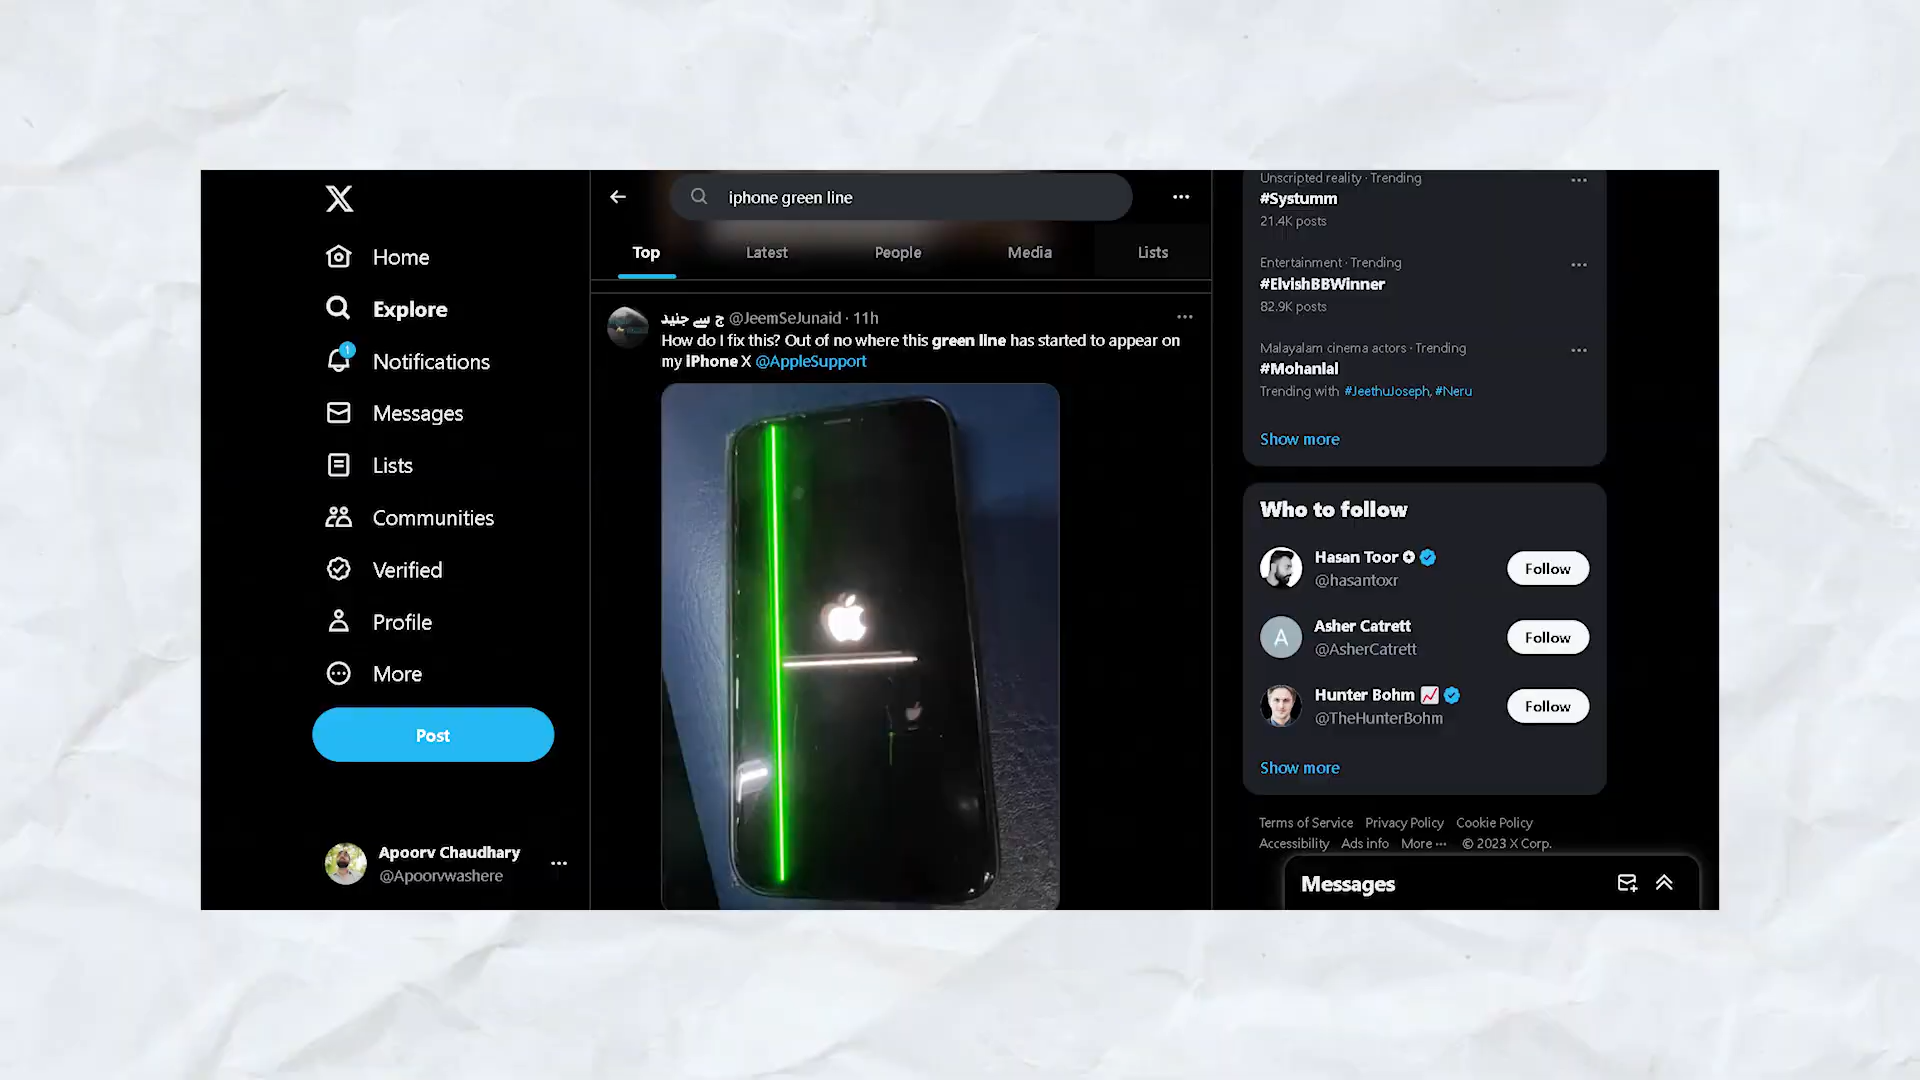 Home
Explore
1
Notifications
Messages
Lists
Communities
Verified
Profile
More
Post
Apoorv Chaudhary
@Apoorvwashere
iphone green line
Top
Latest
People
Media
Lists
ج سے جنید @JeemSeJunaid · 11h
How do I fix this? Out of no where this green line has started to appear on
my iPhone X @AppleSupport
Unscripted reality · Trending
#Systumm
21.4K posts
Entertainment · Trending
#ElvishBBWinner
82.9K posts
Malayalam cinema actors · Trending
#Mohanlal
Trending with #JeethuJoseph, #Neru
Show more
Who to follow
Hasan Toor
@hasantoxr
Follow
A
Asher Catrett
@AsherCatrett
Follow
Hunter Bohm
@TheHunterBohm
Follow
Show more
Terms of Service Privacy Policy Cookie Policy
Accessibility Ads info More ··· © 2023 X Corp.
Messages